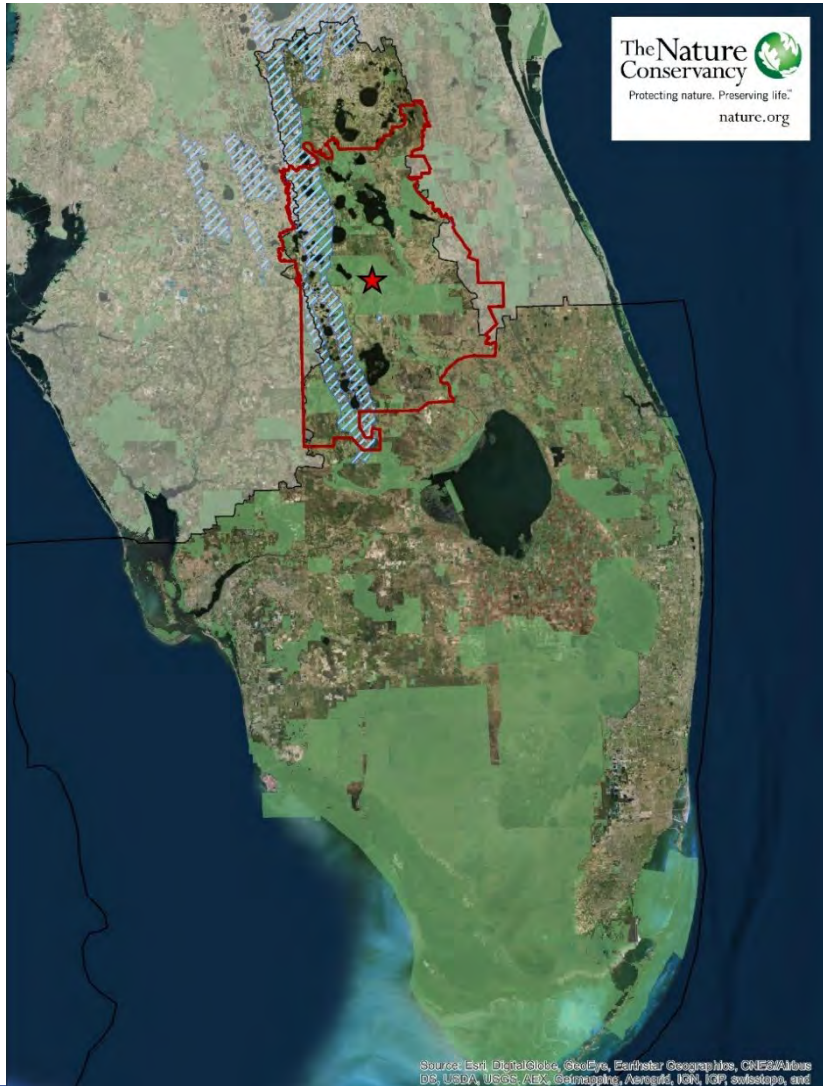 The Nature
Conservancy
Protecting nature. Preserving life.™
nature.org
Source: Esri, DigitalGlobe, GeoEye, Earthstar Geographics, CNES/Airbus
DS, USDA, USGS, AEX, Getmapping, Aerogrid, IGN, IGP, swisstopo, and